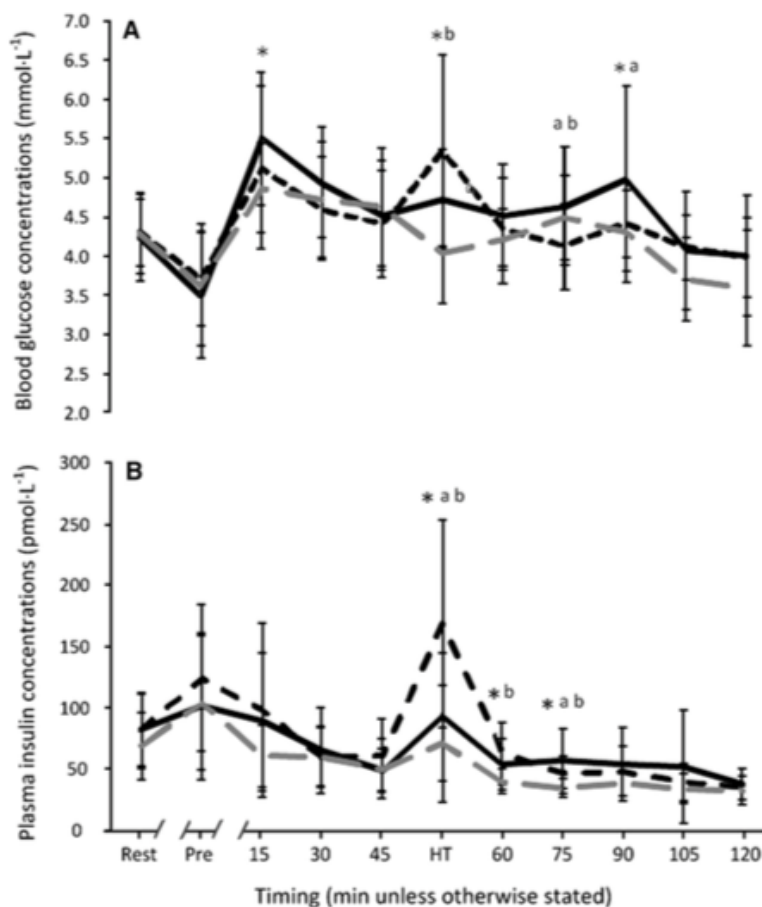 A
Blood glucose concentrations (mmol·L⁻¹)
7.0
6.5
6.0
5.5
5.0
4.5
4.0
3.5
3.0
2.5
2.0
*
*b
a b
*a
B
Plasma insulin concentrations (pmol·L⁻¹)
300
250
200
150
100
50
0
* a b
*b
* a b
Rest Pre 15 30 45 HT 60 75 90 105 120
Timing (min unless otherwise stated)